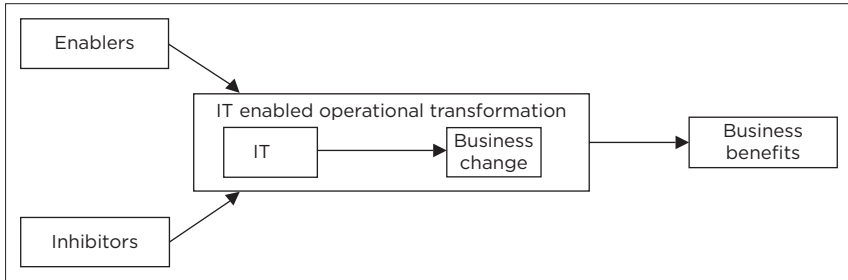 Enablers
IT enabled operational transformation
IT
Business
change
Business
benefits
Inhibitors